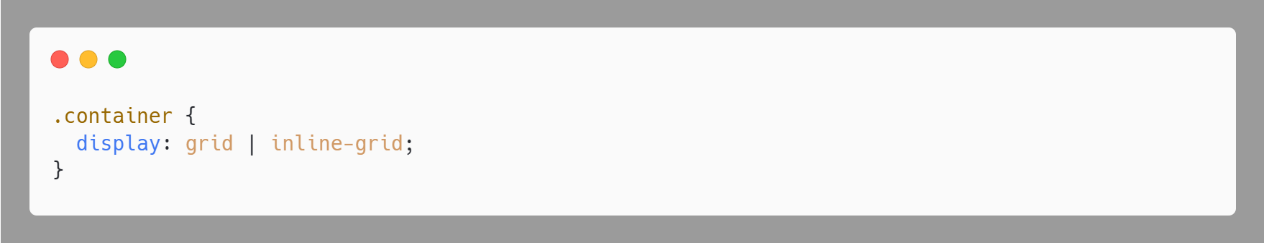 .container {
  display: grid | inline-grid;
}